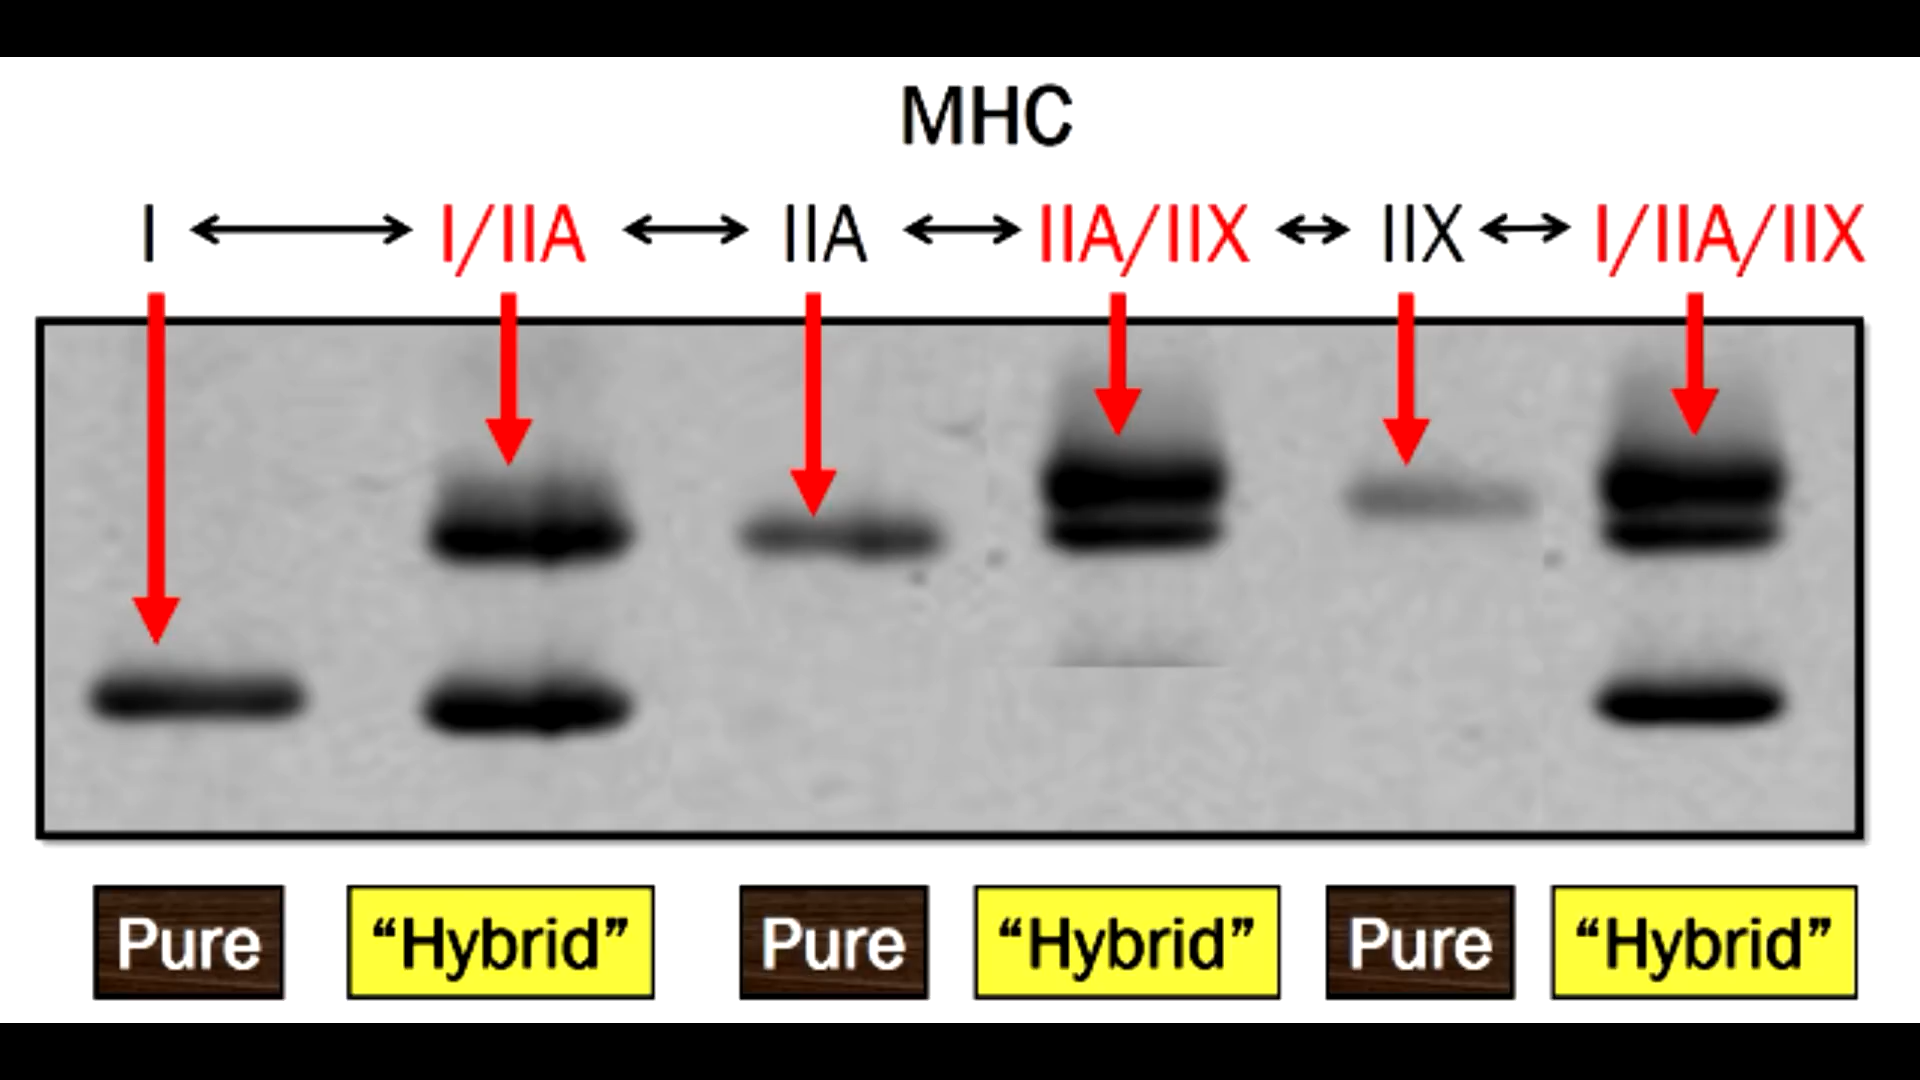 MHC
I I/IIA IIA IIA/IIX IIX I/IIA/IIX
Pure “Hybrid” Pure “Hybrid” Pure “Hybrid”